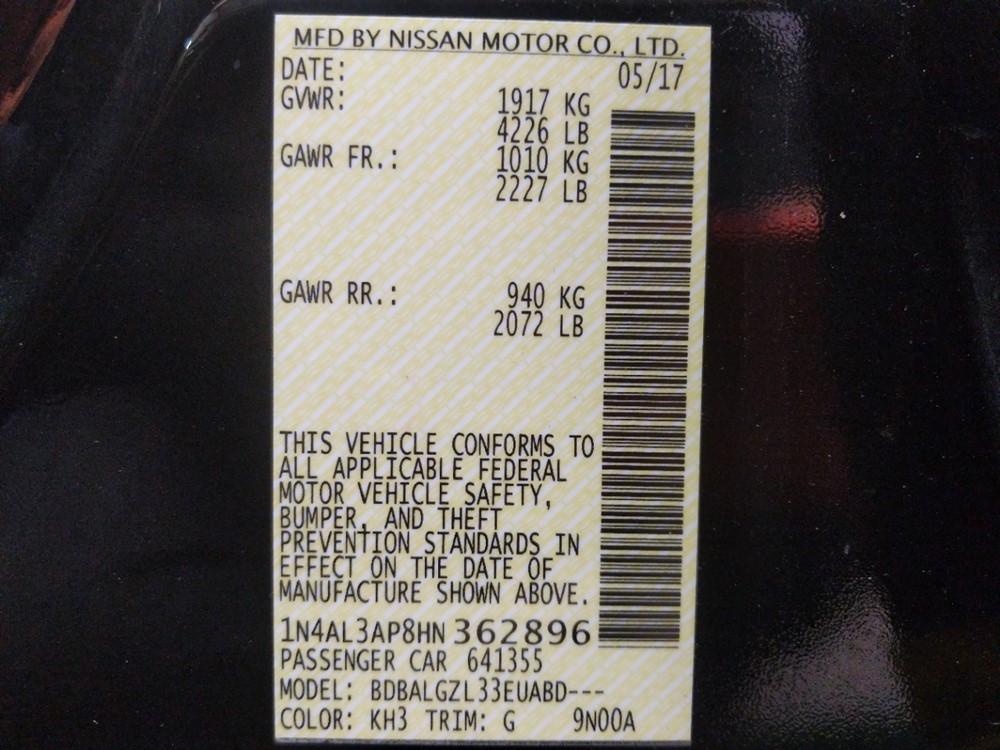 MFD BY NISSAN MOTOR CO., LTD.
DATE: 05/17
GVWR: 1917 KG
4226 LB
GAWR FR.: 1010 KG
2227 LB
GAWR RR.: 940 KG
2072 LB
THIS VEHICLE CONFORMS TO
ALL APPLICABLE FEDERAL
MOTOR VEHICLE SAFETY,
BUMPER, AND THEFT
PREVENTION STANDARDS IN
EFFECT ON THE DATE OF
MANUFACTURE SHOWN ABOVE.
1N4AL3AP8HN 362896
PASSENGER CAR 641355
MODEL: BDBALGZL33EUABD---
COLOR: KH3 TRIM: G 9N00A